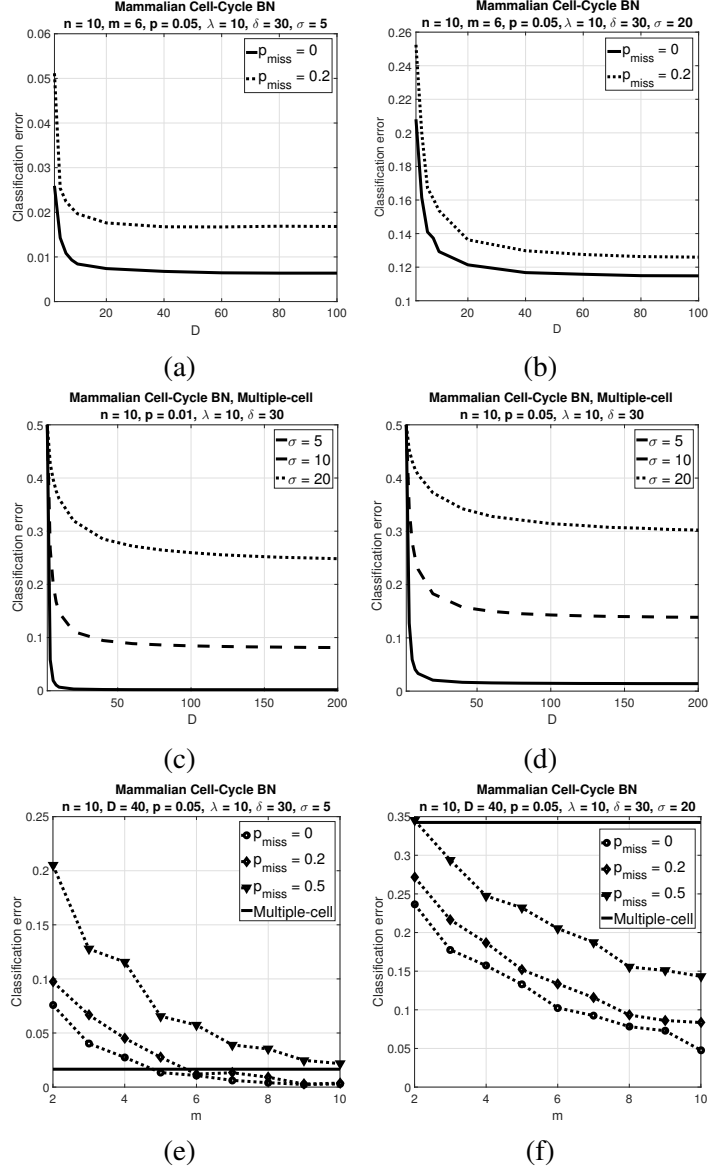 Mammalian Cell-Cycle BN
n = 10, m = 6, p = 0.05, λ = 10, δ = 30, σ = 5
0.06
0.05
0.04
0.03
0.02
0.01
0
Classification error
p_miss = 0
p_miss = 0.2
20 40 60 80 100
D
(a)
Mammalian Cell-Cycle BN
n = 10, m = 6, p = 0.05, λ = 10, δ = 30, σ = 20
0.26
0.24
0.22
0.2
0.18
0.16
0.14
0.12
0.1
Classification error
p_miss = 0
p_miss = 0.2
20 40 60 80 100
D
(b)
Mammalian Cell-Cycle BN, Multiple-cell
n = 10, p = 0.01, λ = 10, δ = 30
0.5
0.4
0.3
0.2
0.1
0
Classification error
σ = 5
σ = 10
σ = 20
50 100 150 200
D
(c)
Mammalian Cell-Cycle BN, Multiple-cell
n = 10, p = 0.05, λ = 10, δ = 30
0.5
0.4
0.3
0.2
0.1
0
Classification error
σ = 5
σ = 10
σ = 20
50 100 150 200
D
(d)
Mammalian Cell-Cycle BN
n = 10, D = 40, p = 0.05, λ = 10, δ = 30, σ = 5
0.25
0.2
0.15
0.1
0.05
0
Classification error
p_miss = 0
p_miss = 0.2
p_miss = 0.5
Multiple-cell
2 4 6 8 10
m
(e)
Mammalian Cell-Cycle BN
n = 10, D = 40, p = 0.05, λ = 10, δ = 30, σ = 20
0.35
0.3
0.25
0.2
0.15
0.1
0.05
0
Classification error
p_miss = 0
p_miss = 0.2
p_miss = 0.5
Multiple-cell
2 4 6 8 10
m
(f)